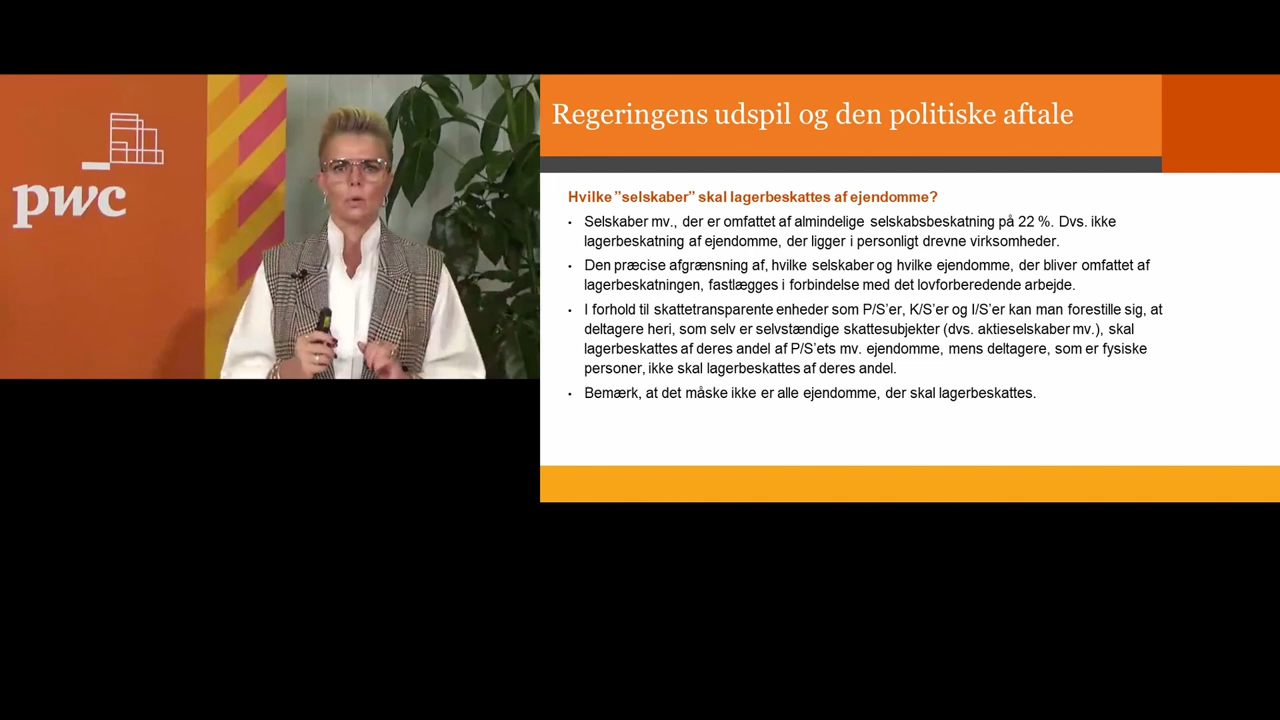 pwc
Regeringens udspil og den politiske aftale
Hvilke ”selskaber” skal lagerbeskattes af ejendomme?
• Selskaber mv., der er omfattet af almindelige selskabsbeskatning på 22 %. Dvs. ikke
lagerbeskatning af ejendomme, der ligger i personligt drevne virksomheder.
• Den præcise afgrænsning af, hvilke selskaber og hvilke ejendomme, der bliver omfattet af
lagerbeskatningen, fastlægges i forbindelse med det lovforberedende arbejde.
• I forhold til skattetransparente enheder som P/S’er, K/S’er og I/S’er kan man forestille sig, at
deltagere heri, som selv er selvstændige skattesubjekter (dvs. aktieselskaber mv.), skal
lagerbeskattes af deres andel af P/S’ets mv. ejendomme, mens deltagere, som er fysiske
personer, ikke skal lagerbeskattes af deres andel.
• Bemærk, at det måske ikke er alle ejendomme, der skal lagerbeskattes.